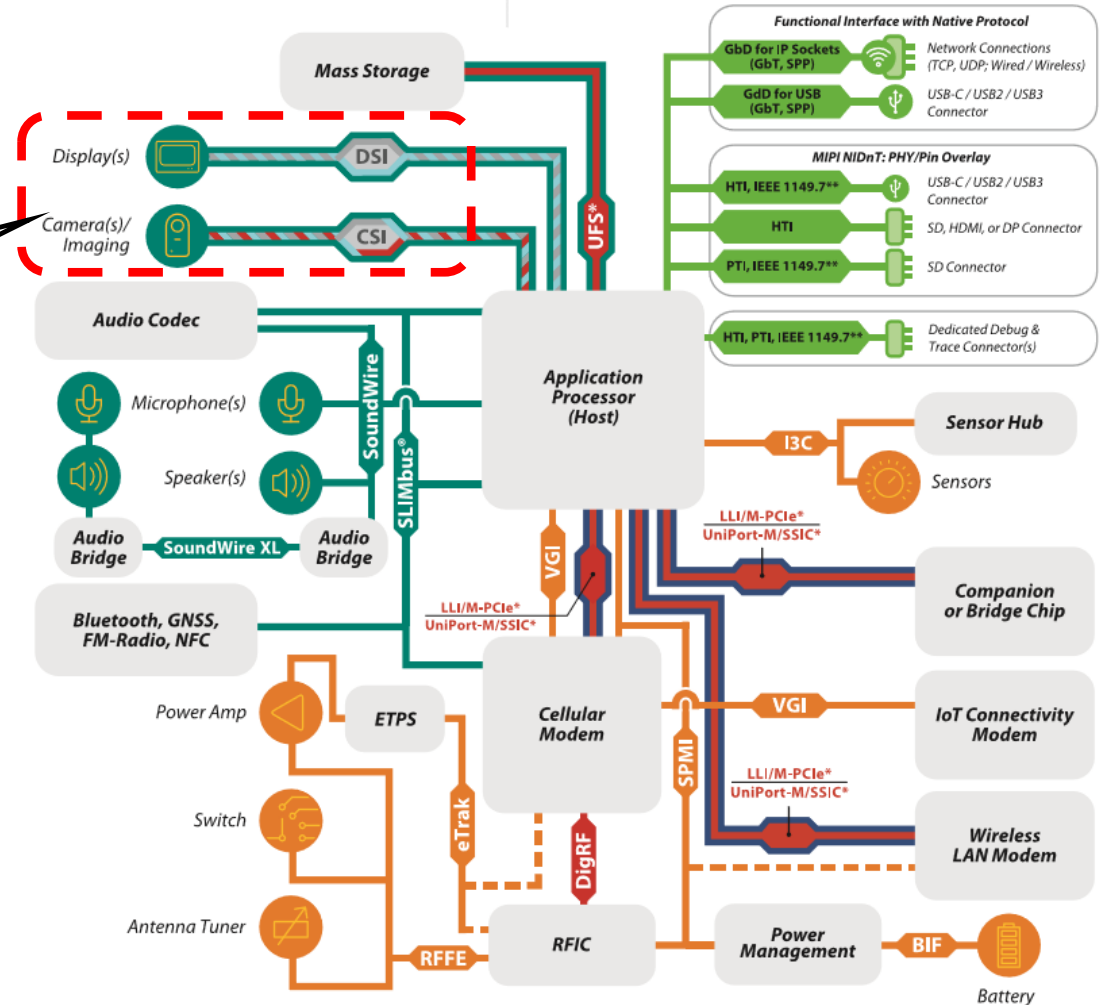 Functional Interface with Native Protocol
GbD for IP Sockets
(GbT, SPP)
Network Connections
(TCP, UDP; Wired / Wireless)
GdD for USB
(GbT, SPP)
USB-C / USB2 / USB3
Connector
MIPI NIDnT: PHY/Pin Overlay
HTI, IEEE 1149.7**
USB-C / USB2 / USB3
Connector
HTI
SD, HDMI, or DP Connector
PTI, IEEE 1149.7**
SD Connector
HTI, PTI, IEEE 1149.7**
Dedicated Debug &
Trace Connector(s)
Mass Storage
UFS*
Display(s)
DSI
Camera(s)/
Imaging
CSI
Audio Codec
SoundWire
SLIMbus®
Microphone(s)
Speaker(s)
Audio
Bridge
SoundWire XL
Audio
Bridge
Application
Processor
(Host)
I3C
Sensor Hub
Sensors
VGI
LLI/M-PCIe*
UniPort-M/SSIC*
LLI/M-PCIe*
UniPort-M/SSIC*
Companion
or Bridge Chip
Bluetooth, GNSS,
FM-Radio, NFC
Cellular
Modem
VGI
IoT Connectivity
Modem
SPMI
LLI/M-PCIe*
UniPort-M/SSIC*
Wireless
LAN Modem
Power Amp
ETPS
eTrak
Switch
DigRF
Antenna Tuner
RFFE
RFIC
Power
Management
BIF
Battery